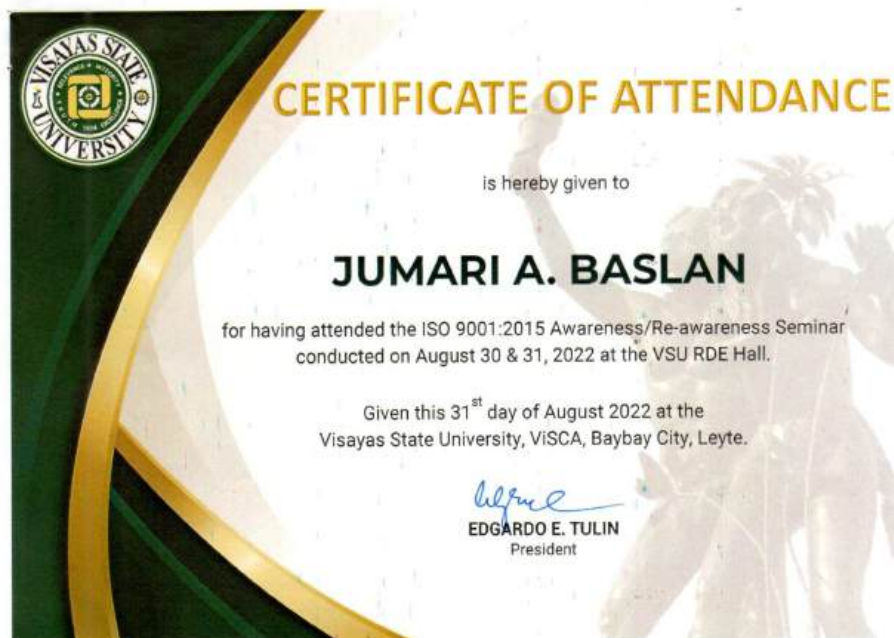 VISAYAS STATE
UNIVERSITY
CERTIFICATE OF ATTENDANCE
is hereby given to
JUMARI A. BASLAN
for having attended the ISO 9001:2015 Awareness/Re-awareness Seminar
conducted on August 30 & 31, 2022 at the VSU RDE Hall.
Given this 31st day of August 2022 at the
Visayas State University, ViSCA, Baybay City, Leyte.
EDGARDO E. TULIN
President